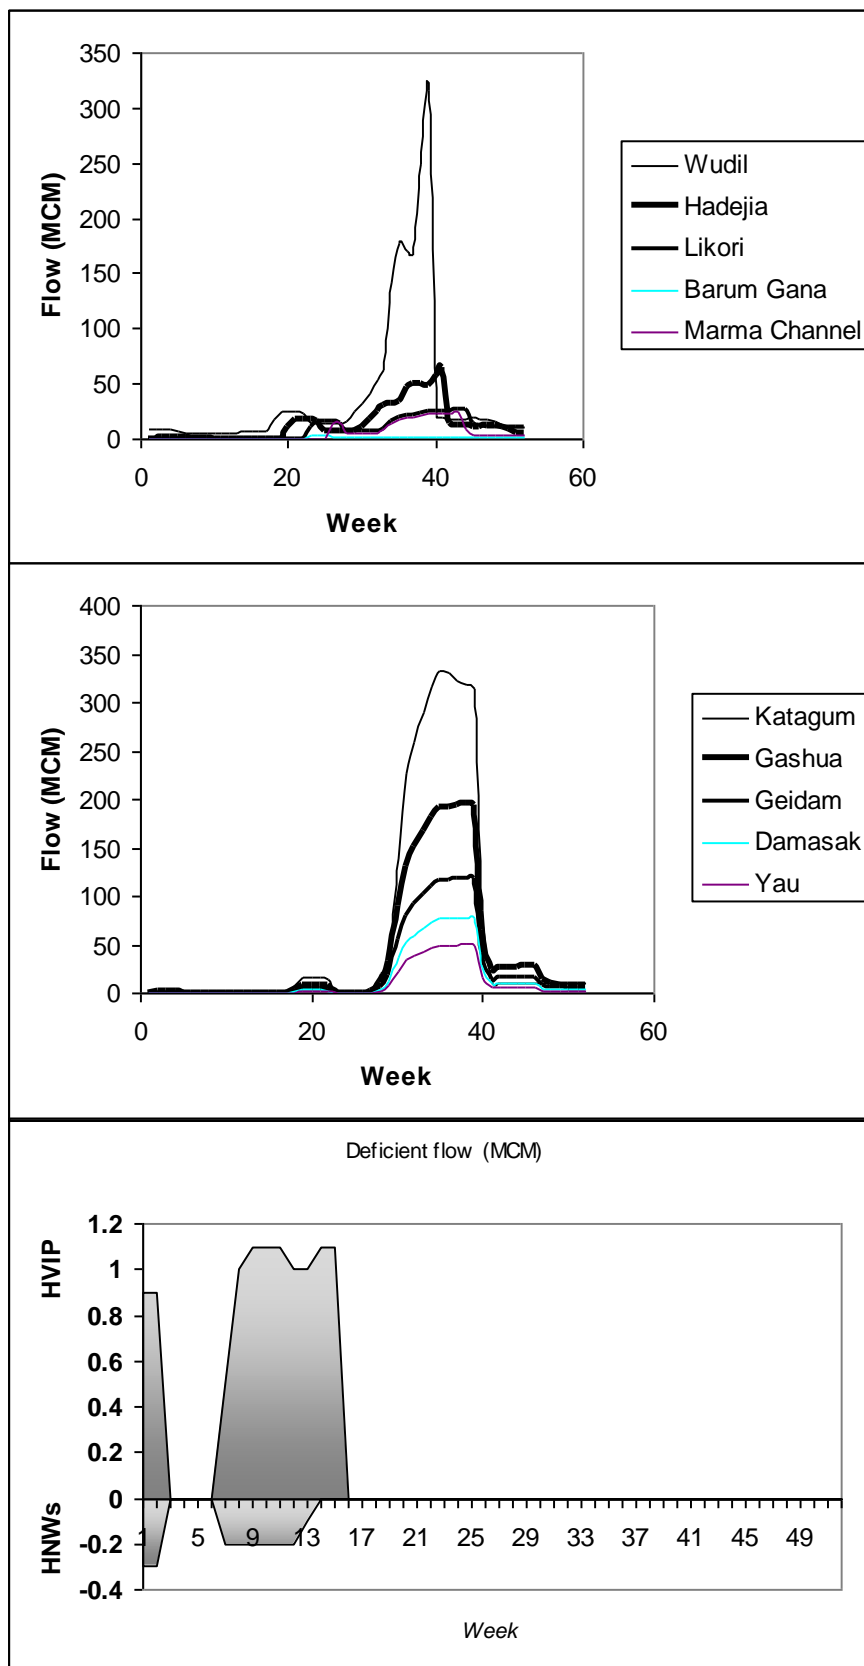 350
300
250
200
150
100
50
0
Flow (MCM)
0 20 40 60
Week
Wudil
Hadejia
Likori
Barum Gana
Marma Channel
400
350
300
250
200
150
100
50
0
Flow (MCM)
0 20 40 60
Week
Katagum
Gashua
Geidam
Damasak
Yau
Deficient flow (MCM)
HVIP
HNWs
1.2
1
0.8
0.6
0.4
0.2
0
-0.2
-0.4
1 5 9 13 17 21 25 29 33 37 41 45 49
Week